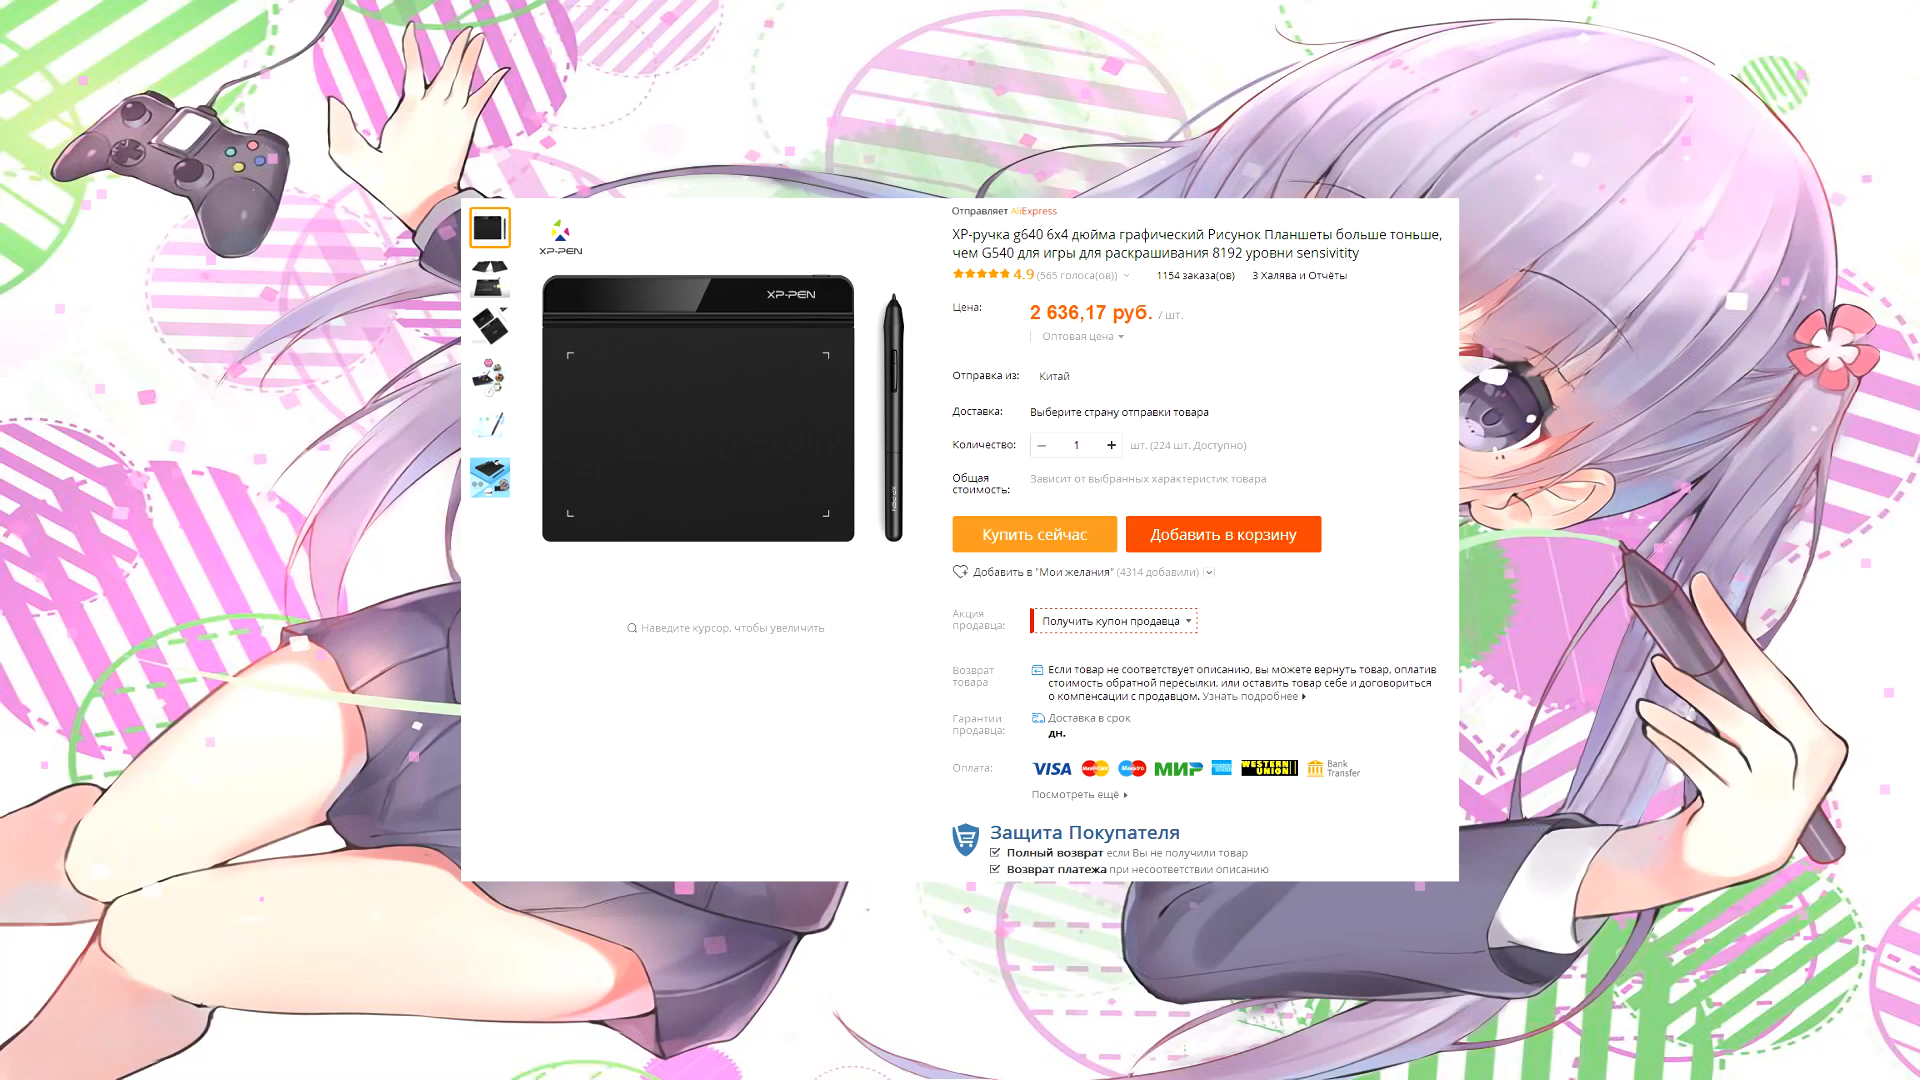 XP-PEN
XP-PEN
XP-PEN
Наведите курсор, чтобы увеличить
Отправляет AliExpress
XP-ручка g640 6x4 дюйма графический Рисунок Планшеты больше тоньше,
чем G540 для игры для раскрашивания 8192 уровни sensivitity
4.9 (565 голоса(ов)) 1154 заказа(ов) 3 Халява и Отчёты
Цена: 2 636,17 руб. / шт.
Оптовая цена
Отправка из: Китай
Доставка: Выберите страну отправки товара
Количество: − 1 + шт. (224 шт. Доступно)
Общая
стоимость: Зависит от выбранных характеристик товара
Купить сейчас Добавить в корзину
Добавить в "Мои желания" (4314 добавили)
Акция
продавца: Получить купон продавца
Возврат
товара
Если товар не соответствует описанию, вы можете вернуть товар, оплатив
стоимость обратной пересылки, или оставить товар себе и договориться
о компенсации с продавцом. Узнать подробнее
Гарантии
продавца:
Доставка в срок
дн.
Оплата: VISA MasterCard Maestro МИР AMERICAN EXPRESS WESTERN UNION Bank Transfer
Посмотреть ещё
Защита Покупателя
Полный возврат если Вы не получили товар
Возврат платежа при несоответствии описанию